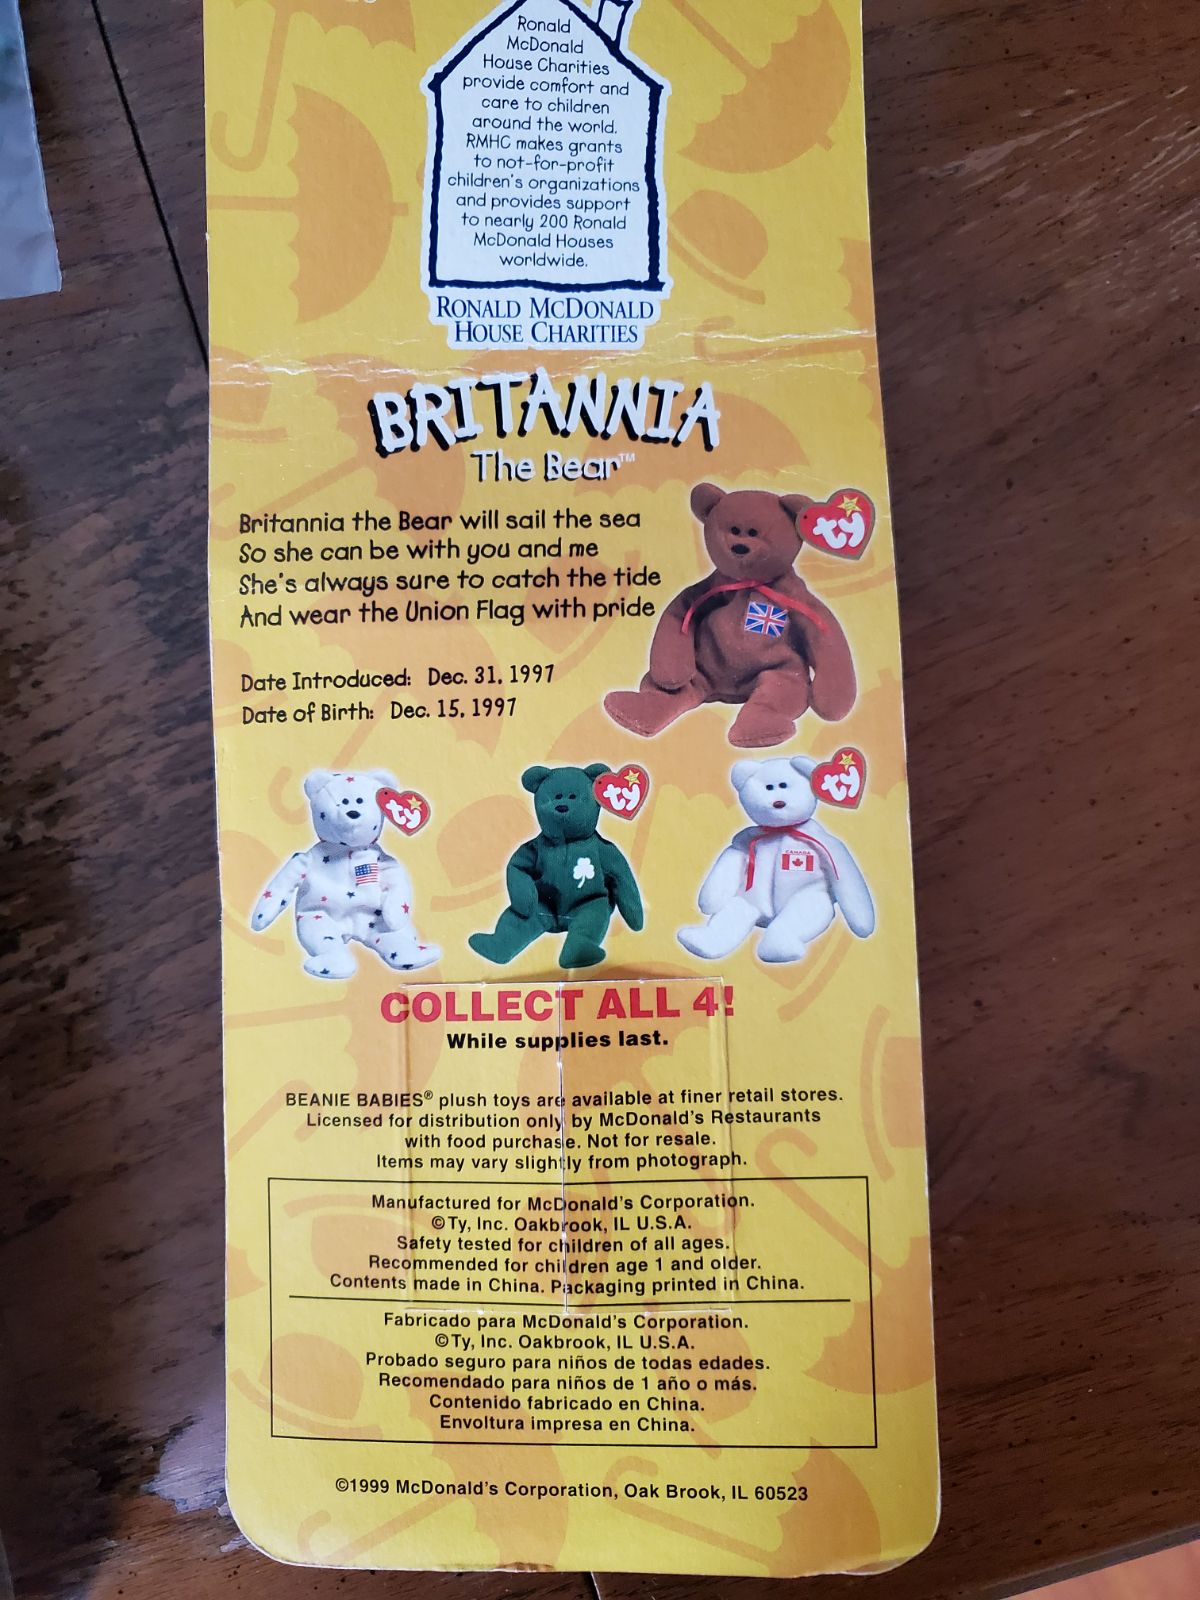 Ronald
McDonald
House Charities
provide comfort and
care to children
around the world.
RMHC makes grants
to not-for-profit
children's organizations
and provides support
to nearly 200 Ronald
McDonald Houses
worldwide.
RONALD MCDONALD
HOUSE CHARITIES
BRITANNIA
The Bear™
Britannia the Bear will sail the sea
So she can be with you and me
She's always sure to catch the tide
And wear the Union Flag with pride
Date Introduced: Dec. 31, 1997
Date of Birth: Dec. 15, 1997
ty
ty
ty
ty
CANADA
COLLECT ALL 4!
While supplies last.
BEANIE BABIES® plush toys are available at finer retail stores.
Licensed for distribution only by McDonald's Restaurants
with food purchase. Not for resale.
Items may vary slightly from photograph.
Manufactured for McDonald's Corporation.
©Ty, Inc. Oakbrook, IL U.S.A.
Safety tested for children of all ages.
Recommended for children age 1 and older.
Contents made in China. Packaging printed in China.
Fabricado para McDonald's Corporation.
©Ty, Inc. Oakbrook, IL U.S.A.
Probado seguro para niños de todas edades.
Recomendado para niños de 1 año o más.
Contenido fabricado en China.
Envoltura impresa en China.
©1999 McDonald's Corporation, Oak Brook, IL 60523